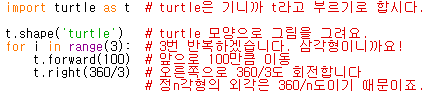 import turtle as t  # turtle은 기니까 t라고 부르기로 합시다.
t.shape('turtle')   # turtle 모양으로 그림을 그려요.
for i in range(3):  # 3번 반복하겠습니다. 삼각형이니까요!
    t.forward(100)  # 앞으로 100만큼 이동
    t.right(360/3)  # 오른쪽으로 360/3도 회전합니다
                    # 정n각형의 외각은 360/n도이기 때문이죠.